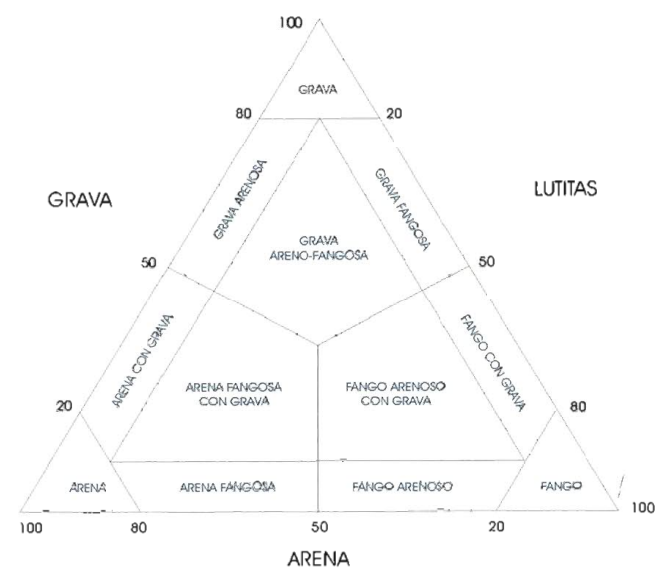 100
GRAVA
80
20
GRAVA ARENOSA
GRAVA FANGOSA
GRAVA
LUTITAS
GRAVA
ARENO-FANGOSA
50
50
ARENA CON GRAVA
FANGO CON GRAVA
ARENA FANGOSA
CON GRAVA
FANGO ARENOSO
CON GRAVA
20
80
ARENA
ARENA FANGOSA
FANGO ARENOSO
FANGO
100
80
50
20
100
ARENA